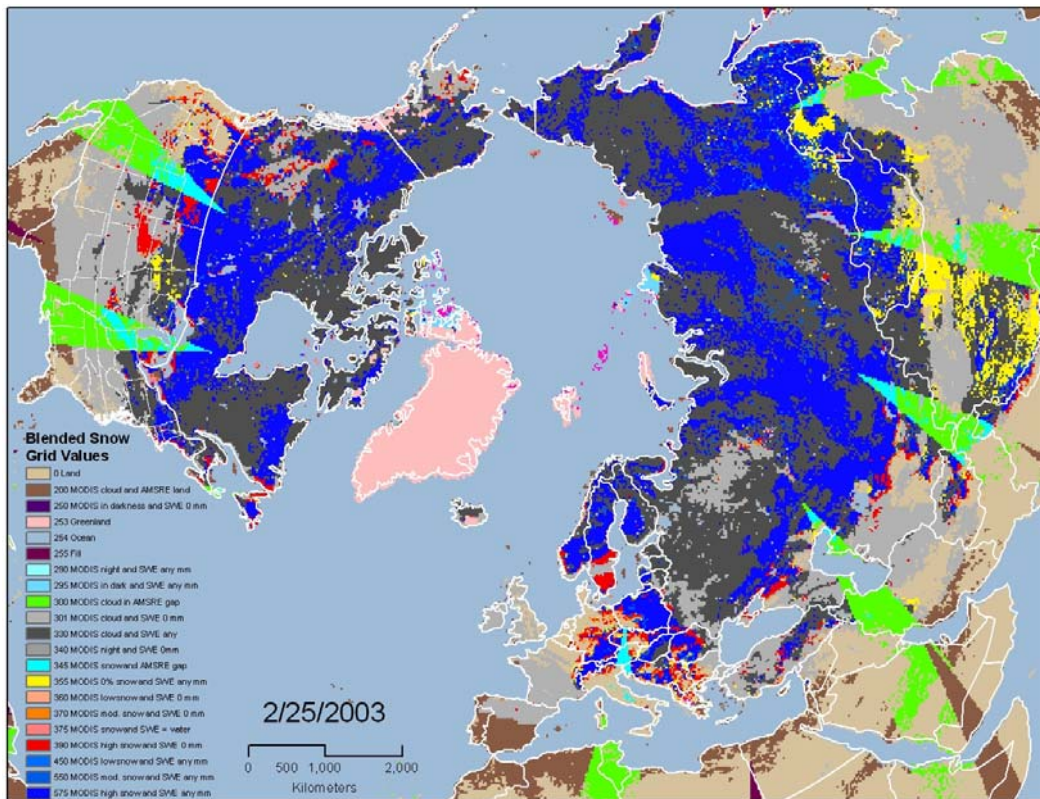 Blended Snow
Grid Values
0 Land
200 MODIS cloud and AMSRE land
250 MODIS in darkness and SWE 0 mm
253 Greenland
254 Ocean
255 Fill
290 MODIS night and SWE any mm
295 MODIS in dark and SWE any mm
300 MODIS cloud in AMSRE gap
301 MODIS cloud and SWE 0 mm
330 MODIS cloud and SWE any
340 MODIS night and SWE 0mm
345 MODIS snow and AMSRE gap
355 MODIS 0% snow and SWE any mm
360 MODIS low snow and SWE 0 mm
370 MODIS mod. snow and SWE 0 mm
375 MODIS snow and SWE = water
390 MODIS high snow and SWE 0 mm
450 MODIS low snow and SWE any mm
550 MODIS mod. snow and SWE any mm
575 MODIS high snow and SWE any mm
2/25/2003
0 500 1,000 2,000
Kilometers